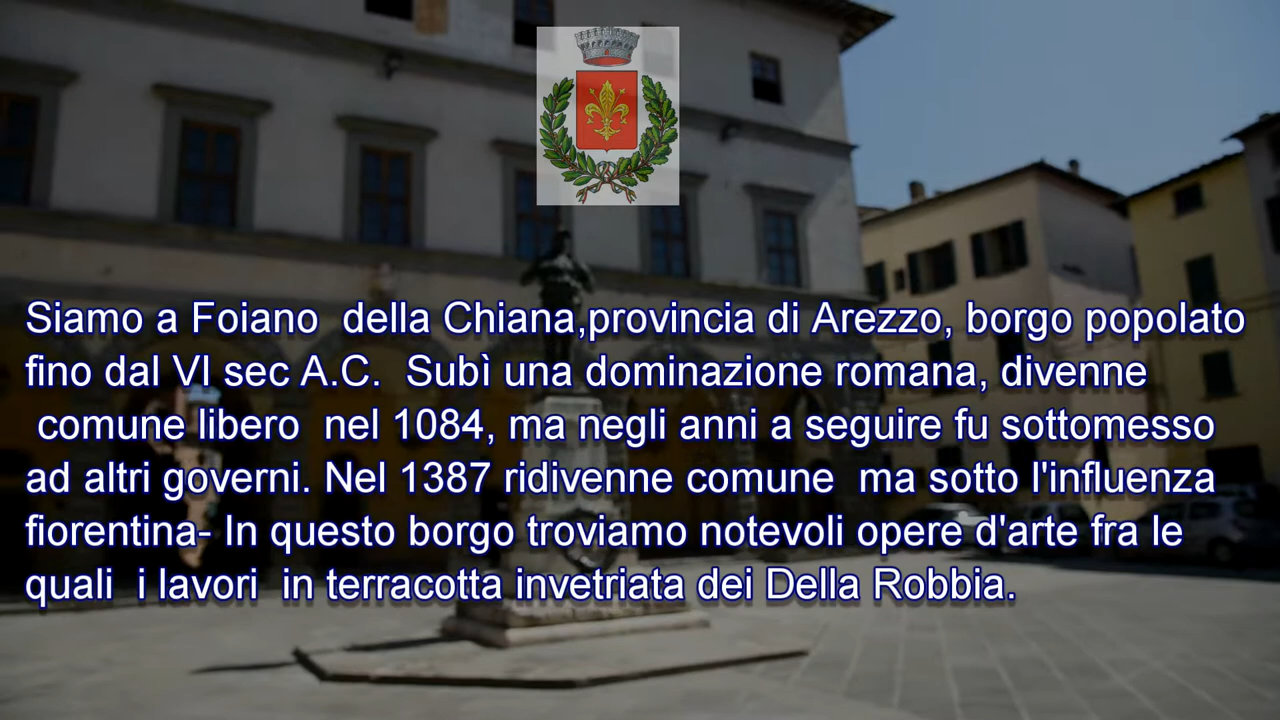 Siamo a Foiano  della Chiana,provincia di Arezzo, borgo popolato
fino dal VI sec A.C.  Subì una dominazione romana, divenne
comune libero  nel 1084, ma negli anni a seguire fu sottomesso
ad altri governi. Nel 1387 ridivenne comune  ma sotto l'influenza
fiorentina- In questo borgo troviamo notevoli opere d'arte fra le
quali  i lavori  in terracotta invetriata dei Della Robbia.